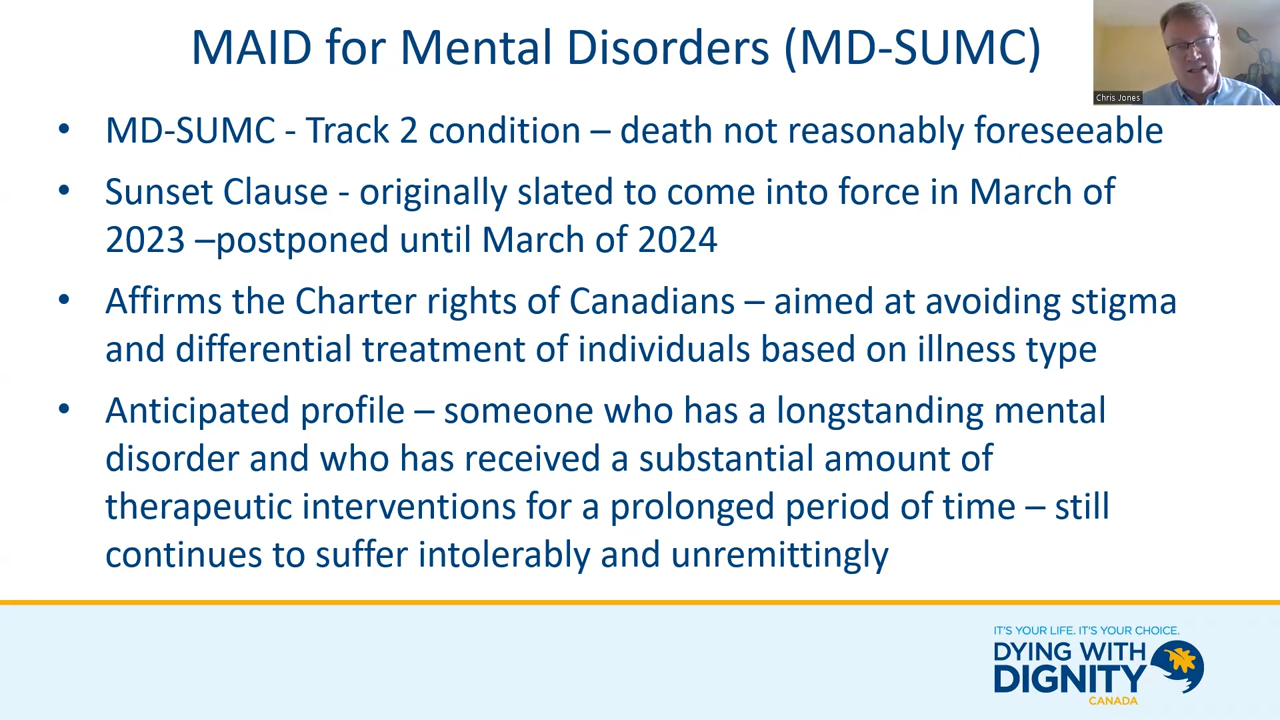 MAID for Mental Disorders (MD-SUMC)
Chris Jones
• MD-SUMC - Track 2 condition – death not reasonably foreseeable
• Sunset Clause - originally slated to come into force in March of
2023 –postponed until March of 2024
• Affirms the Charter rights of Canadians – aimed at avoiding stigma
and differential treatment of individuals based on illness type
• Anticipated profile – someone who has a longstanding mental
disorder and who has received a substantial amount of
therapeutic interventions for a prolonged period of time – still
continues to suffer intolerably and unremittingly
IT'S YOUR LIFE. IT'S YOUR CHOICE.
DYING WITH
DIGNITY
CANADA